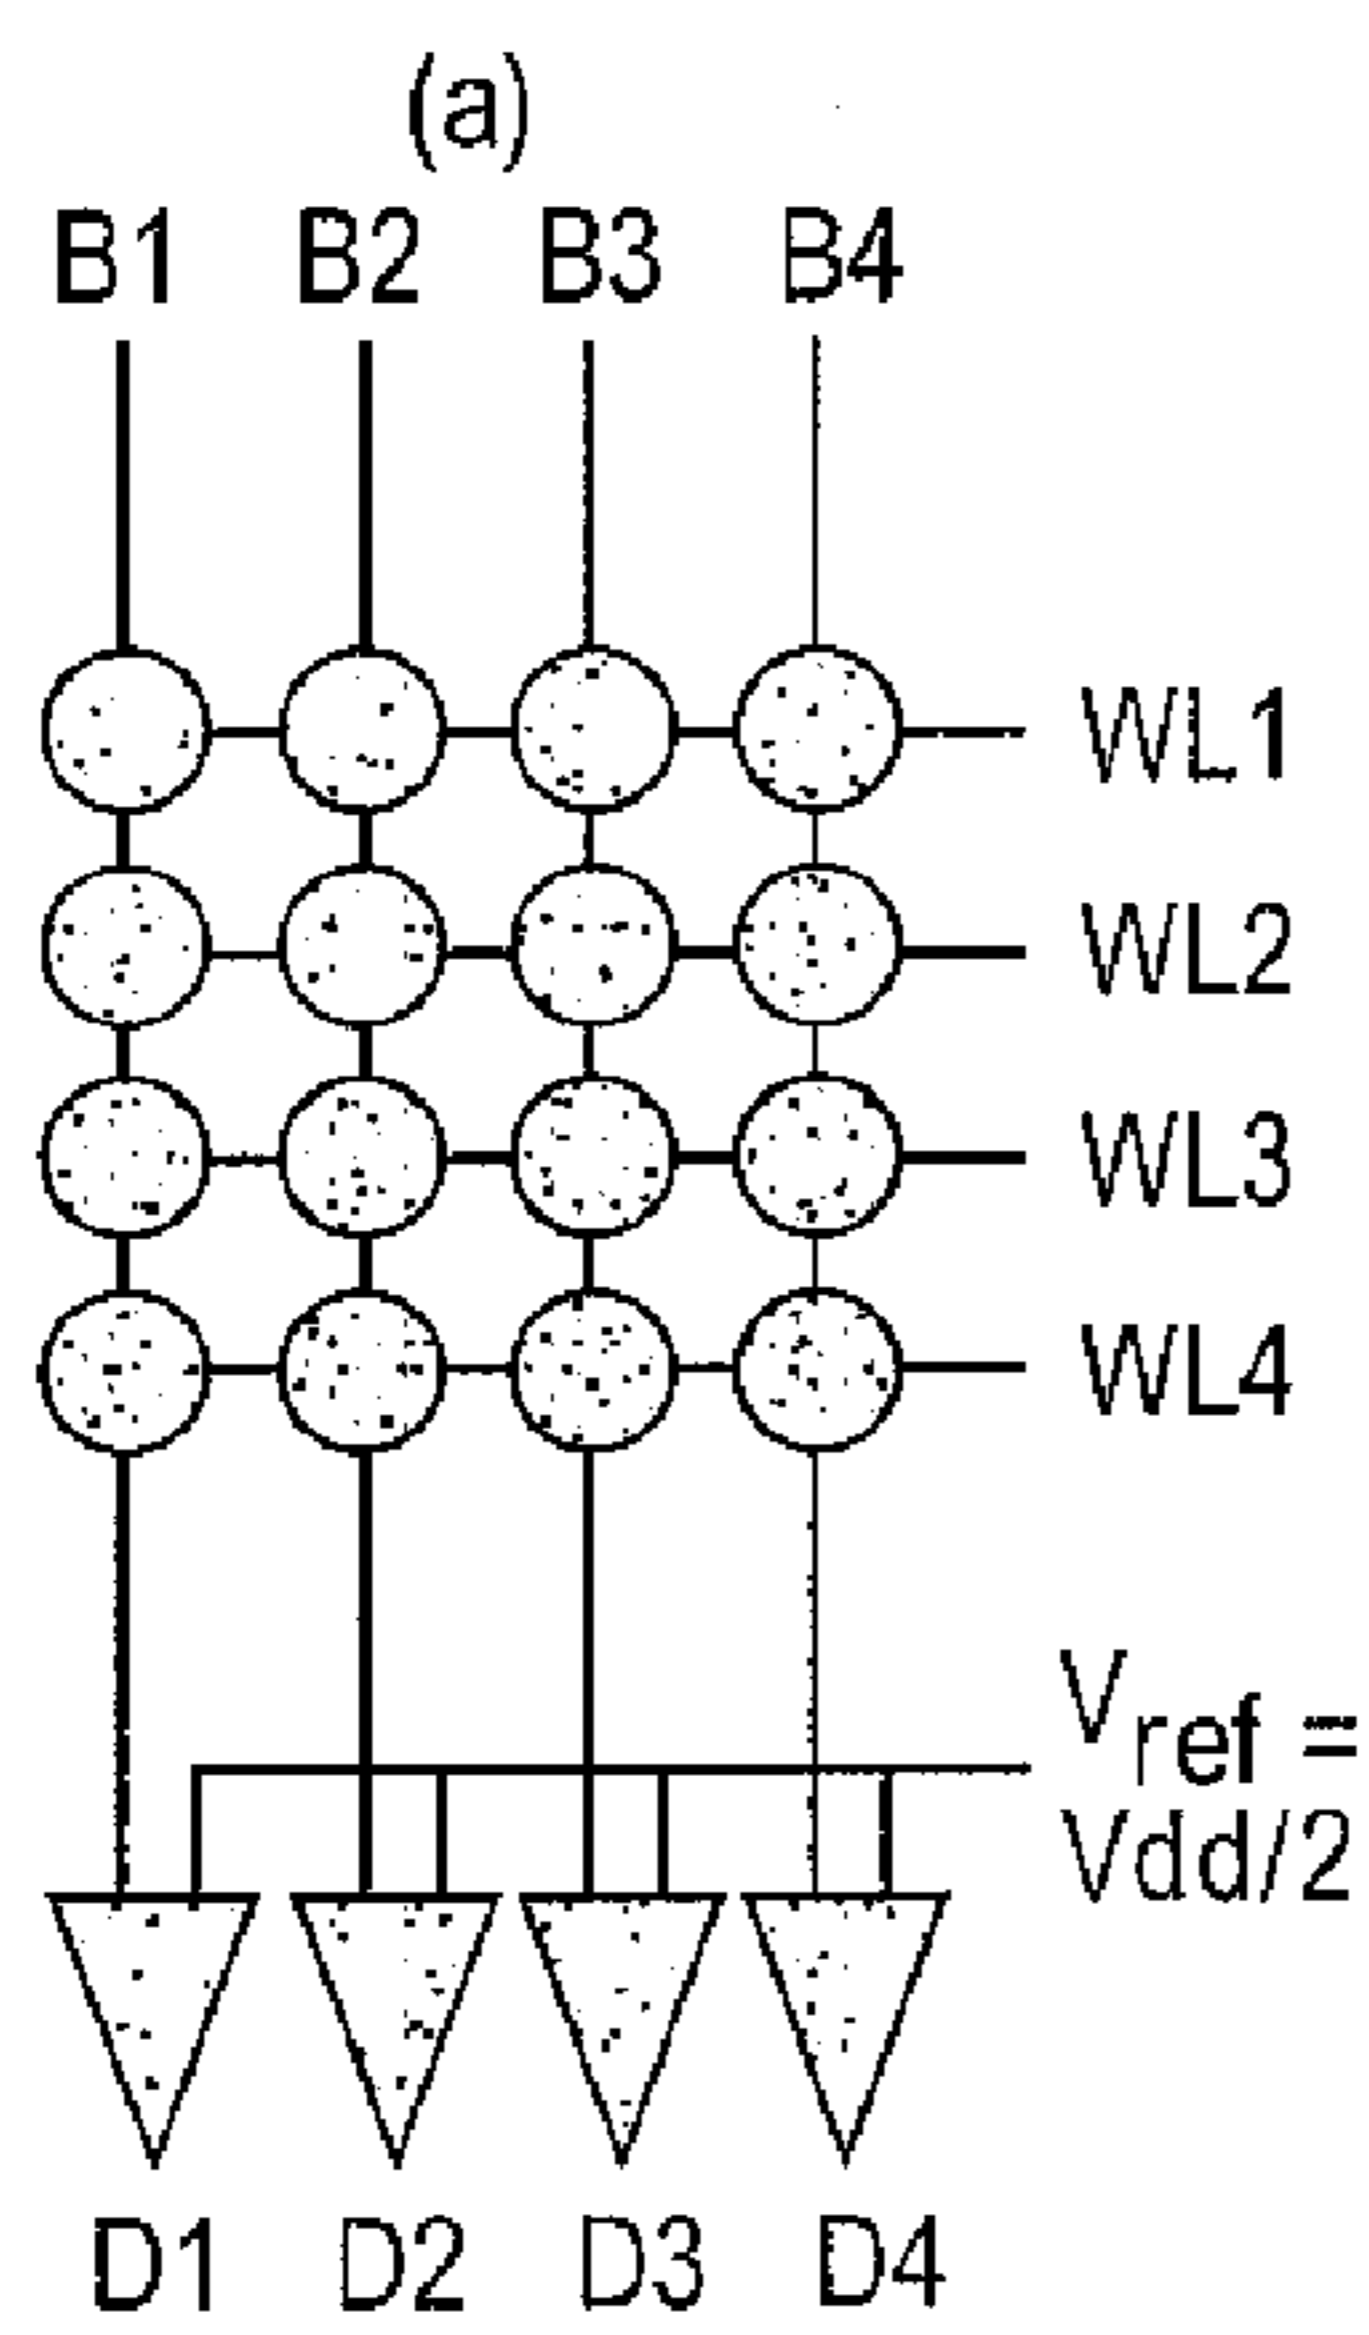 (a)
B1 B2 B3 B4
WL1
WL2
WL3
WL4
Vref =
Vdd/2
D1 D2 D3 D4